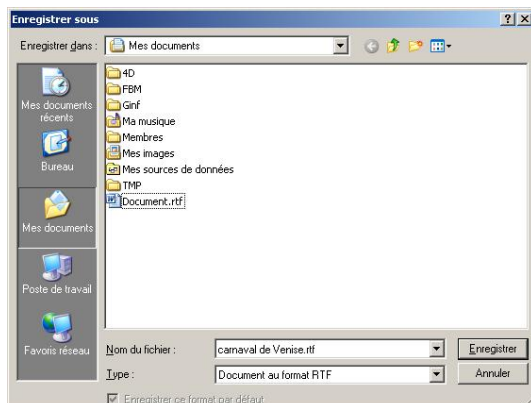 Enregistrer sous
Enregistrer dans :
Mes documents
Mes documents récents
Bureau
Mes documents
Poste de travail
Favoris réseau
4D
FBM
Ginf
Ma musique
Membres
Mes images
Mes sources de données
TMP
Document.rtf
Nom du fichier :
carnaval de Venise.rtf
Enregistrer
Type :
Document au format RTF
Annuler
Enregistrer ce format par défaut